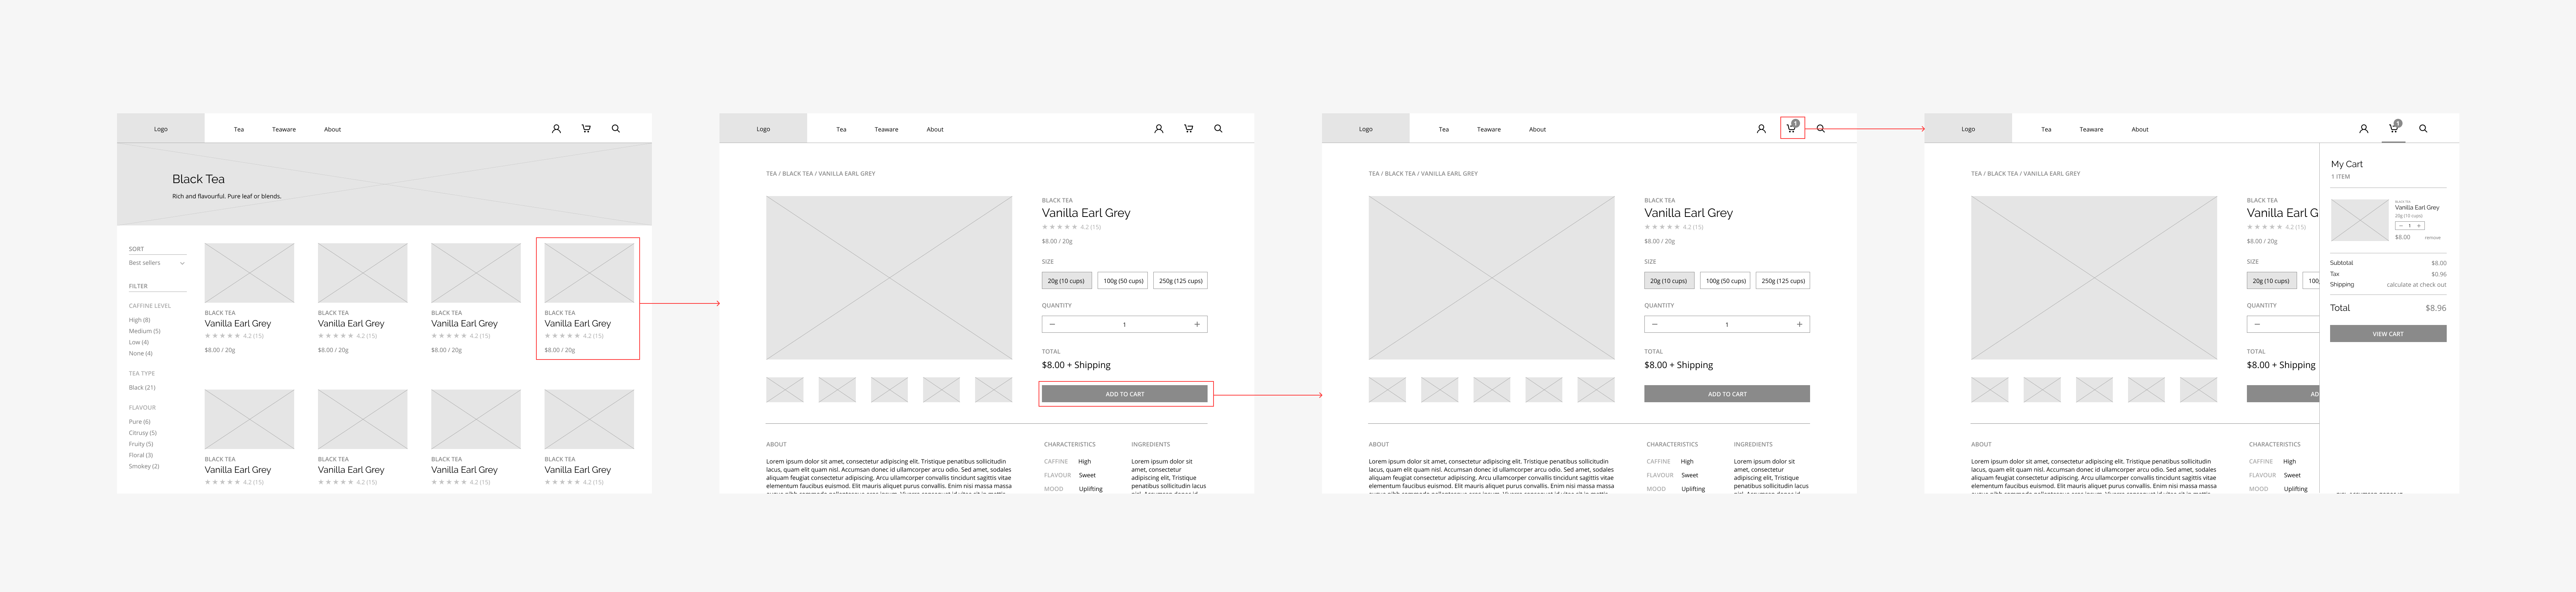 Logo
Tea
Teaware
About
Black Tea
Rich and flavourful. Pure leaf or blends.
SORT
Best sellers
FILTER
CAFFINE LEVEL
High (8)
Medium (5)
Low (4)
None (4)
TEA TYPE
Black (21)
FLAVOUR
Pure (6)
Citrusy (5)
Fruity (5)
Floral (3)
Smokey (2)
BLACK TEA
Vanilla Earl Grey
4.2 (15)
$8.00 / 20g
BLACK TEA
Vanilla Earl Grey
4.2 (15)
$8.00 / 20g
BLACK TEA
Vanilla Earl Grey
4.2 (15)
$8.00 / 20g
BLACK TEA
Vanilla Earl Grey
4.2 (15)
$8.00 / 20g
BLACK TEA
Vanilla Earl Grey
4.2 (15)
BLACK TEA
Vanilla Earl Grey
4.2 (15)
BLACK TEA
Vanilla Earl Grey
4.2 (15)
BLACK TEA
Vanilla Earl Grey
4.2 (15)
Logo
Tea
Teaware
About
TEA / BLACK TEA / VANILLA EARL GREY
BLACK TEA
Vanilla Earl Grey
4.2 (15)
$8.00 / 20g
SIZE
20g (10 cups)
100g (50 cups)
250g (125 cups)
QUANTITY
1
TOTAL
$8.00 + Shipping
ADD TO CART
ABOUT
Lorem ipsum dolor sit amet, consectetur adipiscing elit. Tristique penatibus sollicitudin
lacus, quam elit quam nisl. Accumsan donec id ullamcorper arcu odio. Sed amet, sodales
aliquam faucibus euismod. Arcu ullamcorper convallis tincidunt sagittis vitae
elementum faucibus euismod. Elit mauris aliquet purus convallis. Enim nisi massa massa
CHARACTERISTICS
CAFFINE High
FLAVOUR Sweet
MOOD Uplifting
INGREDIENTS
Lorem ipsum dolor sit
amet, consectetur
adipiscing elit, Tristique
penatibus sollicitudin lacus
Logo
Tea
Teaware
About
1
TEA / BLACK TEA / VANILLA EARL GREY
BLACK TEA
Vanilla Earl Grey
4.2 (15)
$8.00 / 20g
SIZE
20g (10 cups)
100g (50 cups)
250g (125 cups)
QUANTITY
1
TOTAL
$8.00 + Shipping
ADD TO CART
ABOUT
Lorem ipsum dolor sit amet, consectetur adipiscing elit. Tristique penatibus sollicitudin
lacus, quam elit quam nisl. Accumsan donec id ullamcorper arcu odio. Sed amet, sodales
aliquam faucibus euismod. Arcu ullamcorper convallis tincidunt sagittis vitae
elementum faucibus euismod. Elit mauris aliquet purus convallis. Enim nisi massa massa
CHARACTERISTICS
CAFFINE High
FLAVOUR Sweet
MOOD Uplifting
INGREDIENTS
Lorem ipsum dolor sit
amet, consectetur
adipiscing elit, Tristique
penatibus sollicitudin lacus
Logo
Tea
Teaware
About
1
TEA / BLACK TEA / VANILLA EARL GREY
BLACK TEA
Vanilla Earl G
4.2 (15)
$8.00 / 20g
SIZE
20g (10 cups)
100g
QUANTITY
TOTAL
$8.00 + Shipping
AD
ABOUT
Lorem ipsum dolor sit amet, consectetur adipiscing elit. Tristique penatibus sollicitudin
lacus, quam elit quam nisl. Accumsan donec id ullamcorper arcu odio. Sed amet, sodales
aliquam faucibus euismod. Arcu ullamcorper convallis tincidunt sagittis vitae
elementum faucibus euismod. Elit mauris aliquet purus convallis. Enim nisi massa massa
CHARACTERISTICS
CAFFINE High
FLAVOUR Sweet
MOOD Uplifting
My Cart
1 ITEM
BLACK TEA
Vanilla Earl Grey
20g (10 cups)
1
$8.00 remove
Subtotal $8.00
Tax $0.96
Shipping calculate at check out
Total $8.96
VIEW CART